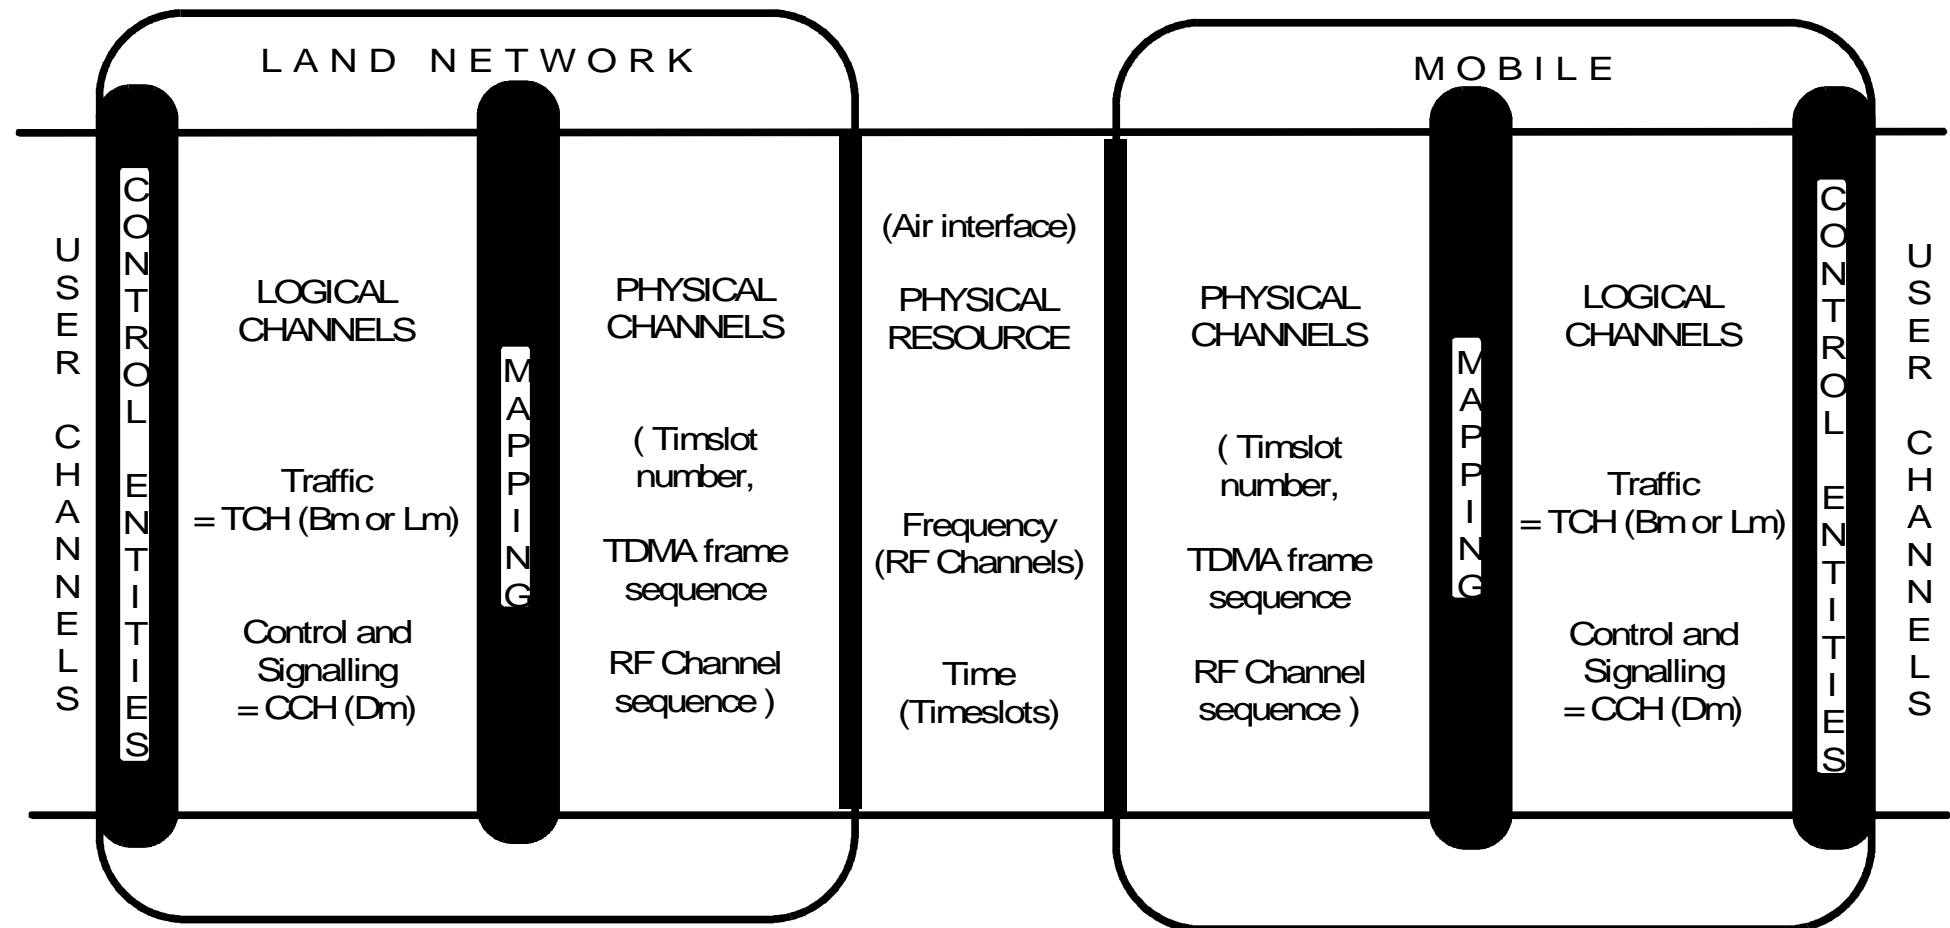 LAND NETWORK
MOBILE
USER CHANNELS
CONTROL ENTITIES
LOGICAL
CHANNELS
Traffic
= TCH (Bm or Lm)
Control and
Signalling
= CCH (Dm)
MAPPING
PHYSICAL
CHANNELS
( Timslot
number,
TDMA frame
sequence
RF Channel
sequence )
(Air interface)
PHYSICAL
RESOURCE
Frequency
(RF Channels)
Time
(Timeslots)
PHYSICAL
CHANNELS
( Timslot
number,
TDMA frame
sequence
RF Channel
sequence )
MAPPING
LOGICAL
CHANNELS
Traffic
= TCH (Bm or Lm)
Control and
Signalling
= CCH (Dm)
CONTROL ENTITIES
USER CHANNELS